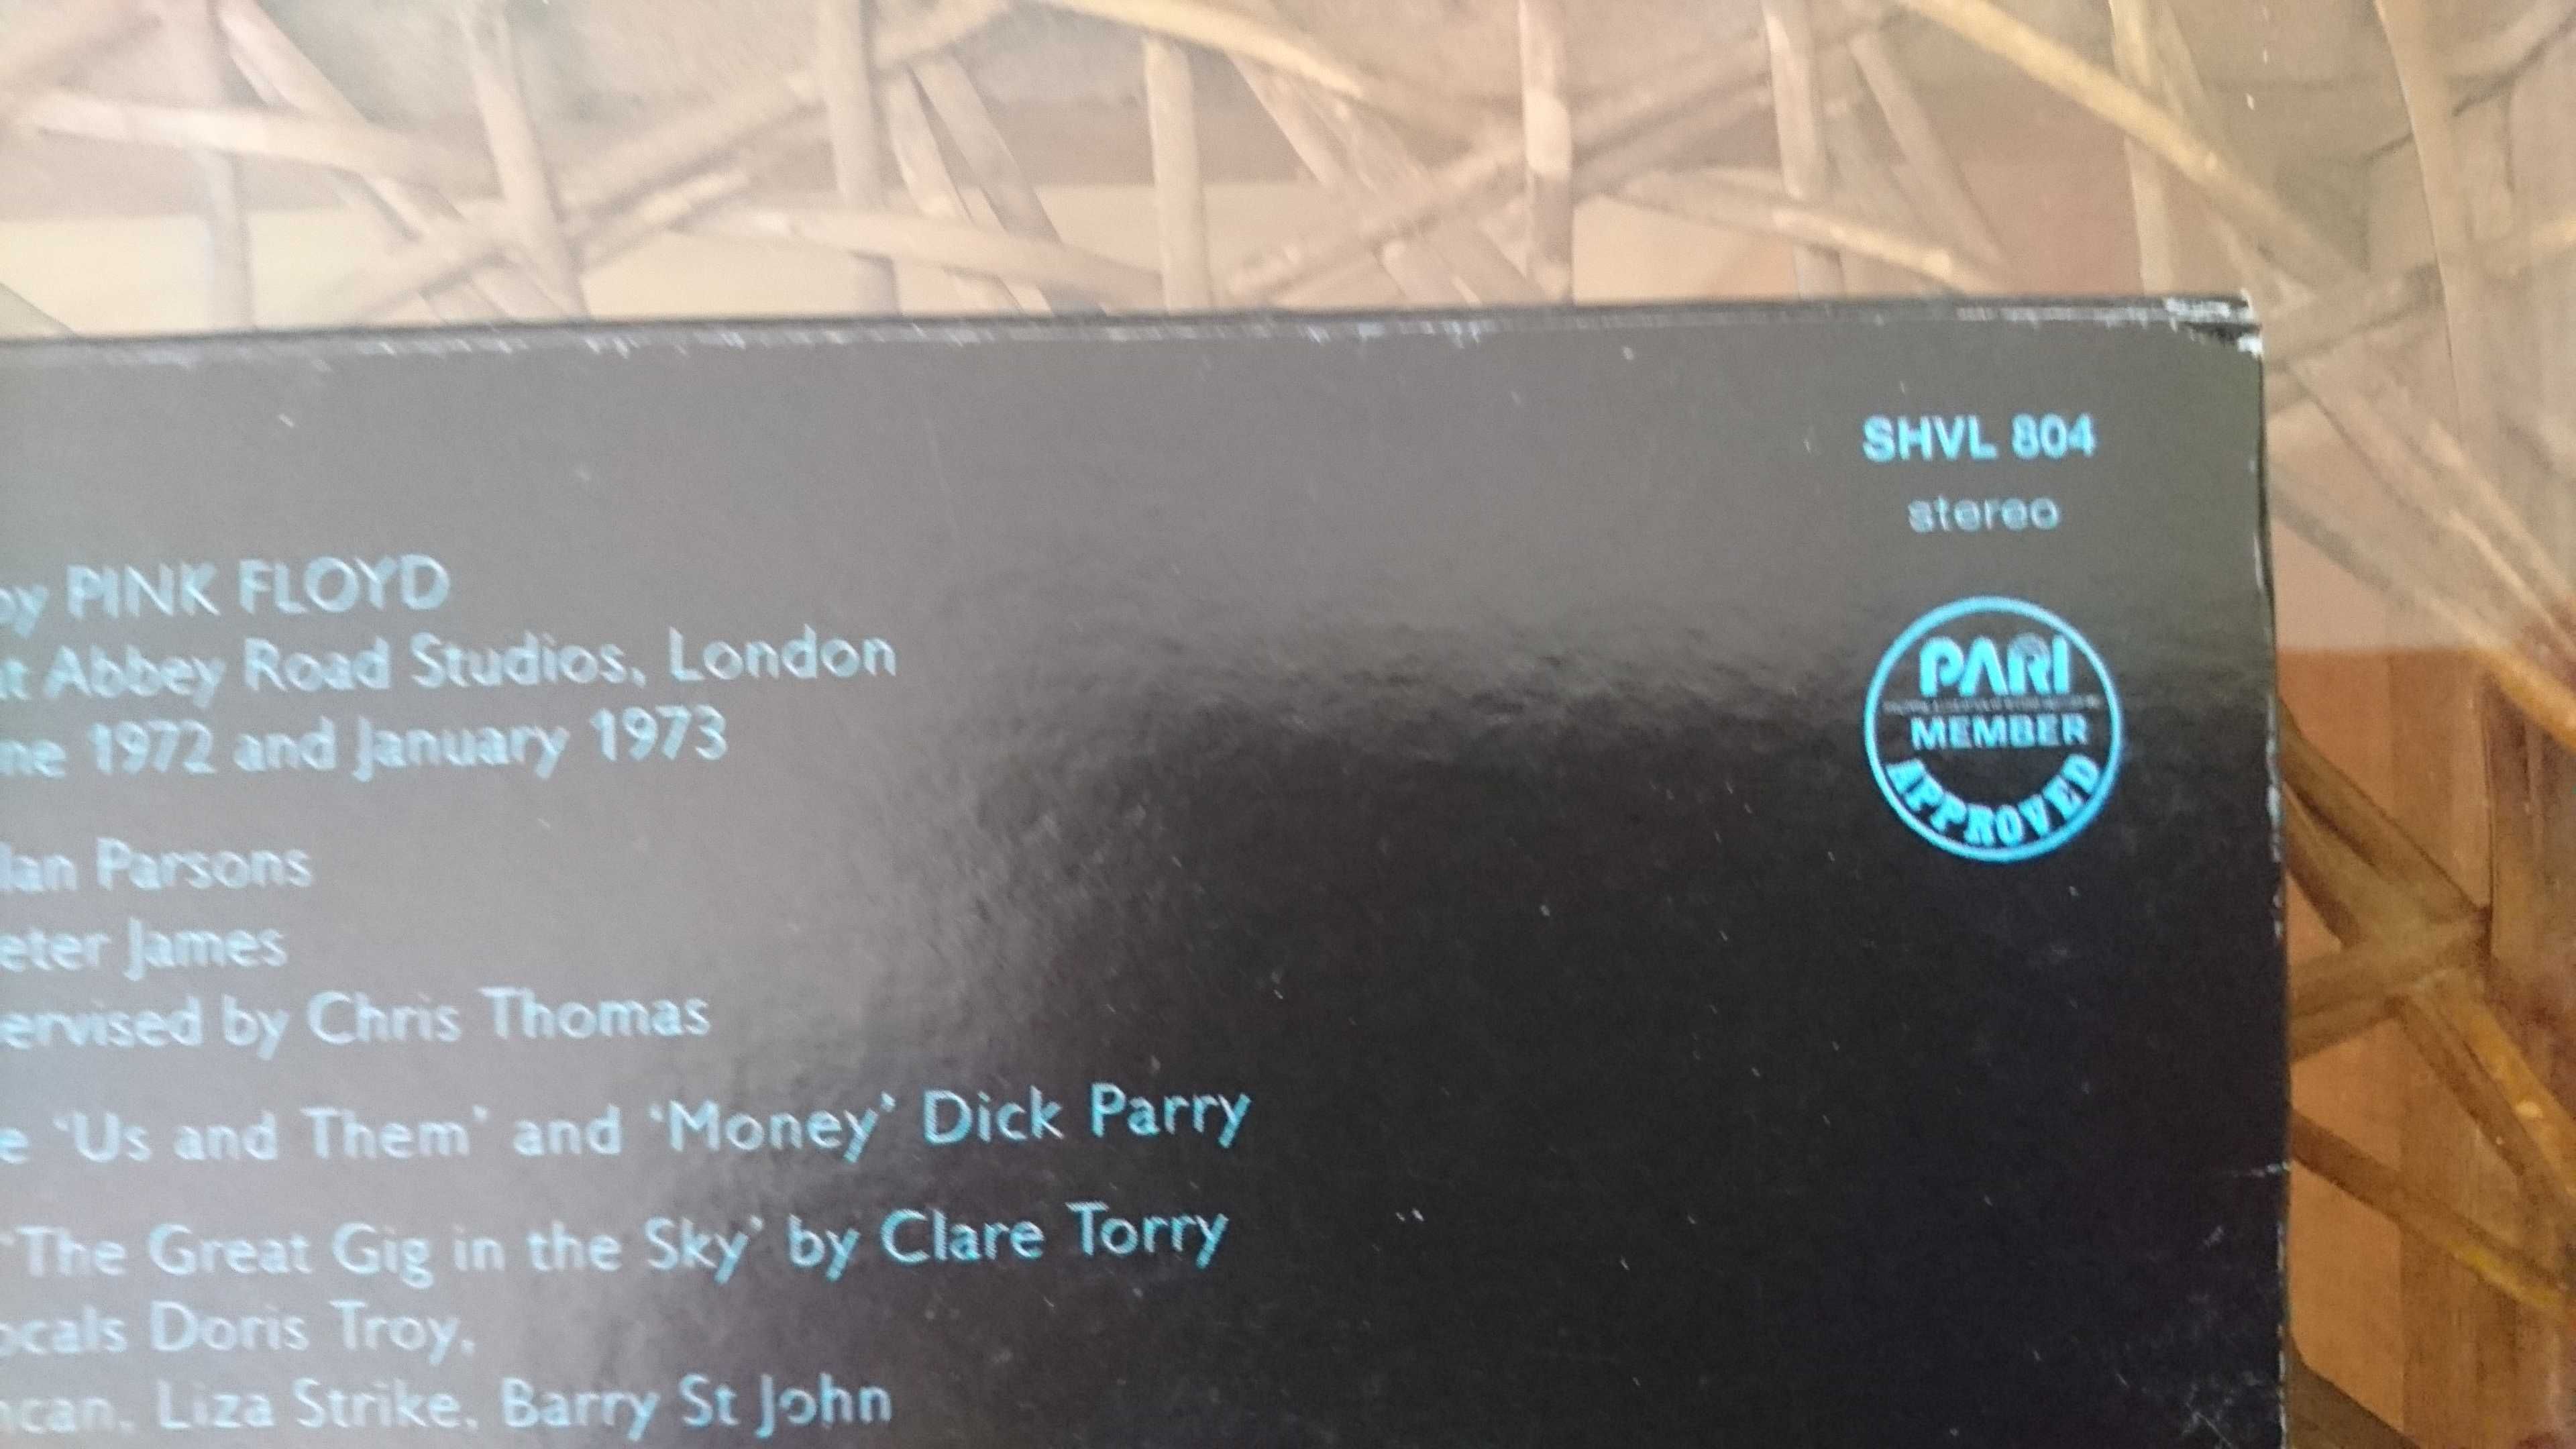 SHVL 804
stereo
PARI
MEMBER
APPROVED
by PINK FLOYD
at Abbey Road Studios, London
ne 1972 and January 1973
lan Parsons
eter James
ervised by Chris Thomas
e 'Us and Them' and 'Money' Dick Parry
'The Great Gig in the Sky' by Clare Torry
ocals Doris Troy,
ncan, Liza Strike, Barry St John